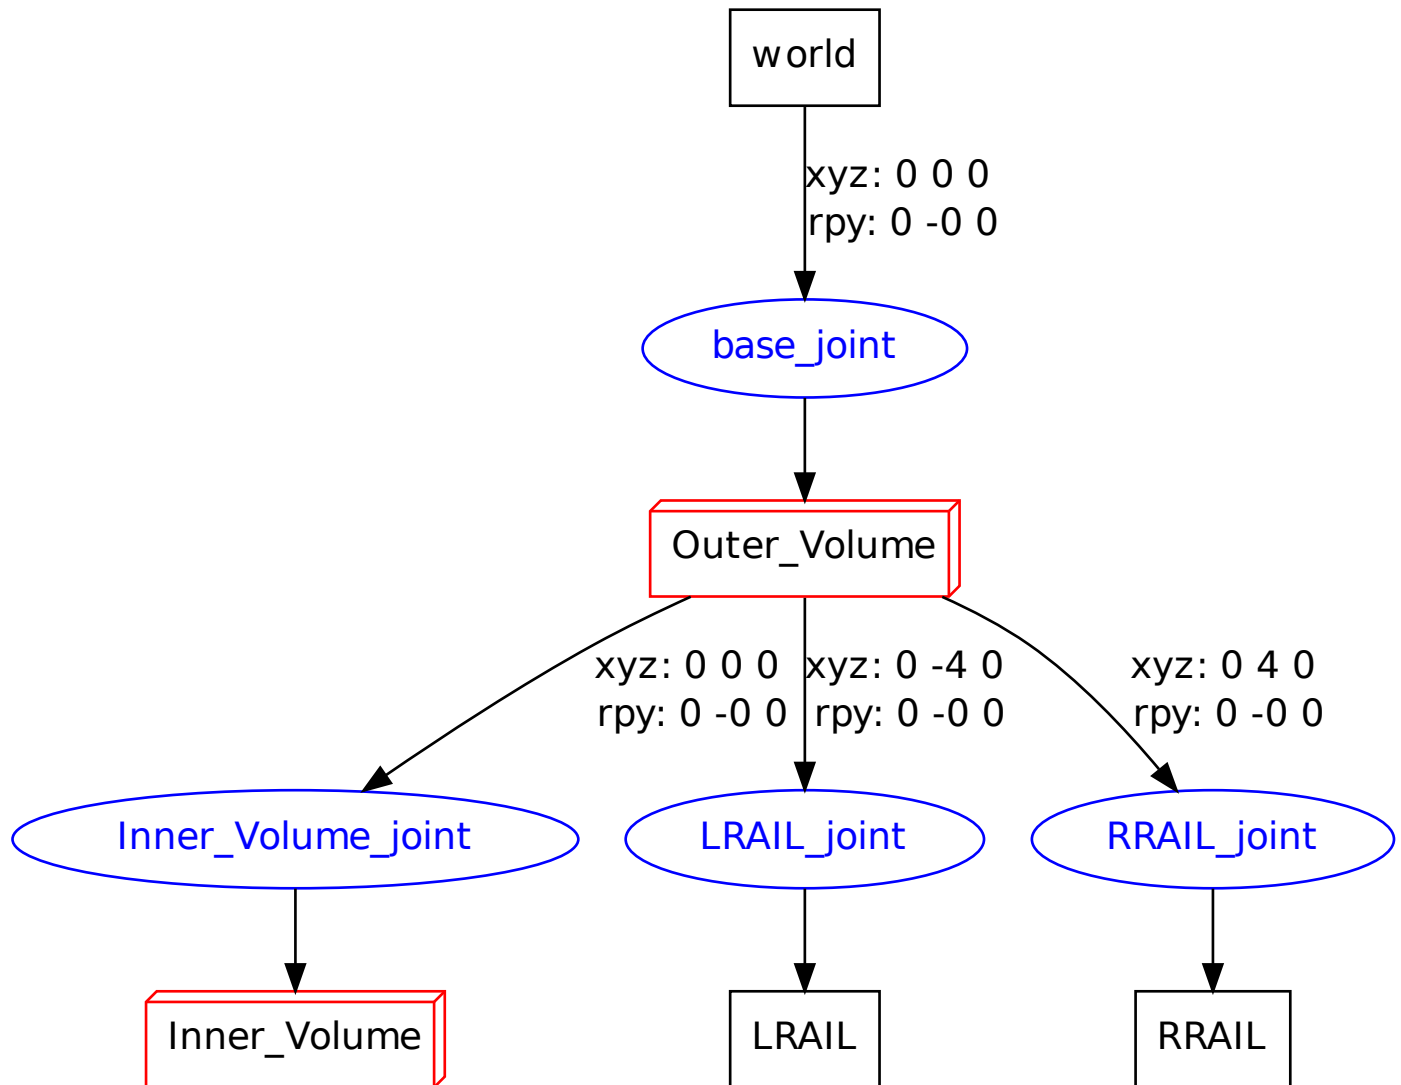 world
xyz: 0 0 0
rpy: 0 -0 0
base_joint
Outer_Volume
xyz: 0 0 0
rpy: 0 -0 0
xyz: 0 -4 0
rpy: 0 -0 0
xyz: 0 4 0
rpy: 0 -0 0
Inner_Volume_joint
LRAIL_joint
RRAIL_joint
Inner_Volume
LRAIL
RRAIL